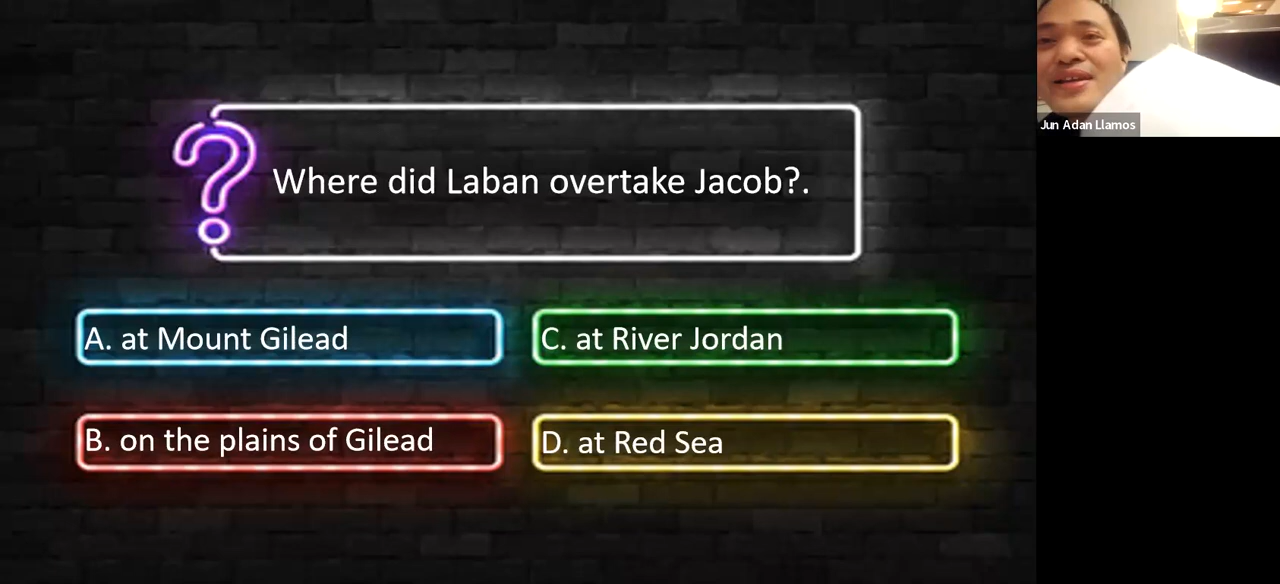 Where did Laban overtake Jacob?.
A. at Mount Gilead
C. at River Jordan
B. on the plains of Gilead
D. at Red Sea
Jun Adan Llamos